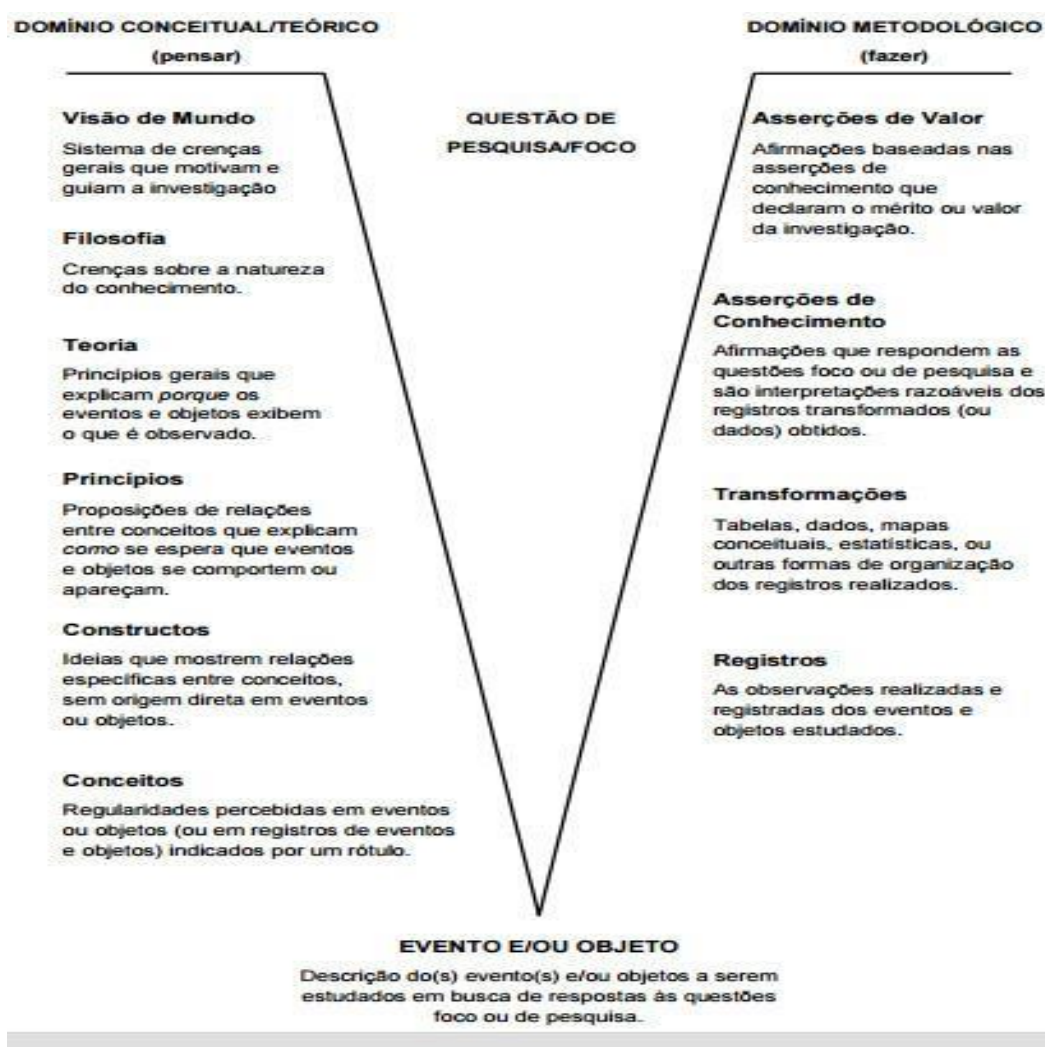 DOMÍNIO CONCEITUAL/TEÓRICO
(pensar)
Visão de Mundo
Sistema de crenças
gerais que motivam e
guiam a investigação
Filosofia
Crenças sobre a natureza
do conhecimento.
Teoria
Princípios gerais que
explicam porque os
eventos e objetos exibem
o que é observado.
Princípios
Proposições de relações
entre conceitos que explicam
como se espera que eventos
e objetos se comportem ou
apareçam.
Constructos
Ideias que mostrem relações
específicas entre conceitos,
sem origem direta em eventos
ou objetos.
Conceitos
Regularidades percebidas em eventos
ou objetos (ou em registros de eventos
e objetos) indicados por um rótulo.
QUESTÃO DE
PESQUISA/FOCO
DOMÍNIO METODOLÓGICO
(fazer)
Asserções de Valor
Afirmações baseadas nas
asserções de
conhecimento que
declaram o mérito ou valor
da investigação.
Asserções de
Conhecimento
Afirmações que respondem as
questões foco ou de pesquisa e
são interpretações razoáveis dos
registros transformados (ou
dados) obtidos.
Transformações
Tabelas, dados, mapas
conceituais, estatísticas, ou
outras formas de organização
dos registros realizados.
Registros
As observações realizadas e
registradas dos eventos e
objetos estudados.
EVENTO E/OU OBJETO
Descrição do(s) evento(s) e/ou objetos a serem
estudados em busca de respostas às questões
foco ou de pesquisa.